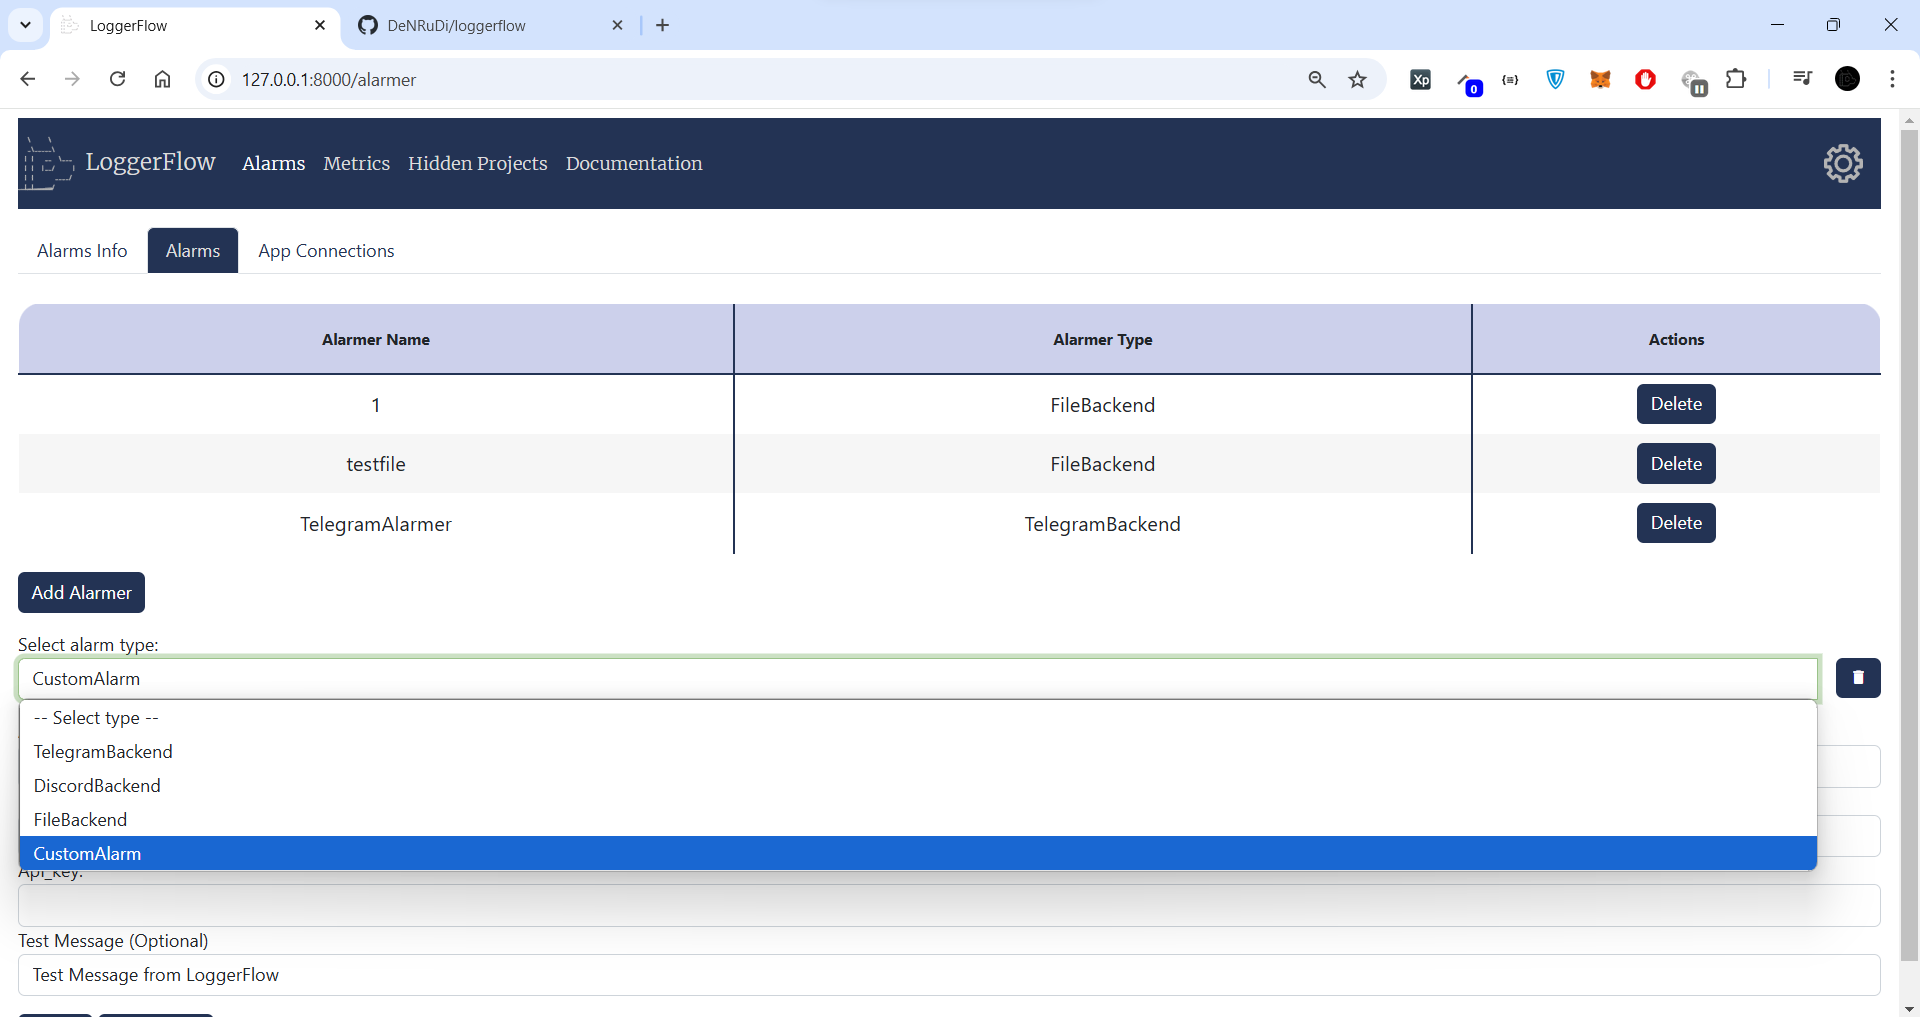 LoggerFlow
DeNRuDi/loggerflow
127.0.0.1:8000/alarmer
Xp
0
LoggerFlow
Alarms
Metrics
Hidden Projects
Documentation
Alarms Info
Alarms
App Connections
Alarmer Name
Alarmer Type
Actions
1
FileBackend
Delete
testfile
FileBackend
Delete
TelegramAlarmer
TelegramBackend
Delete
Add Alarmer
Select alarm type:
CustomAlarm
-- Select type --
TelegramBackend
DiscordBackend
FileBackend
CustomAlarm
Api_key:
Test Message (Optional)
Test Message from LoggerFlow